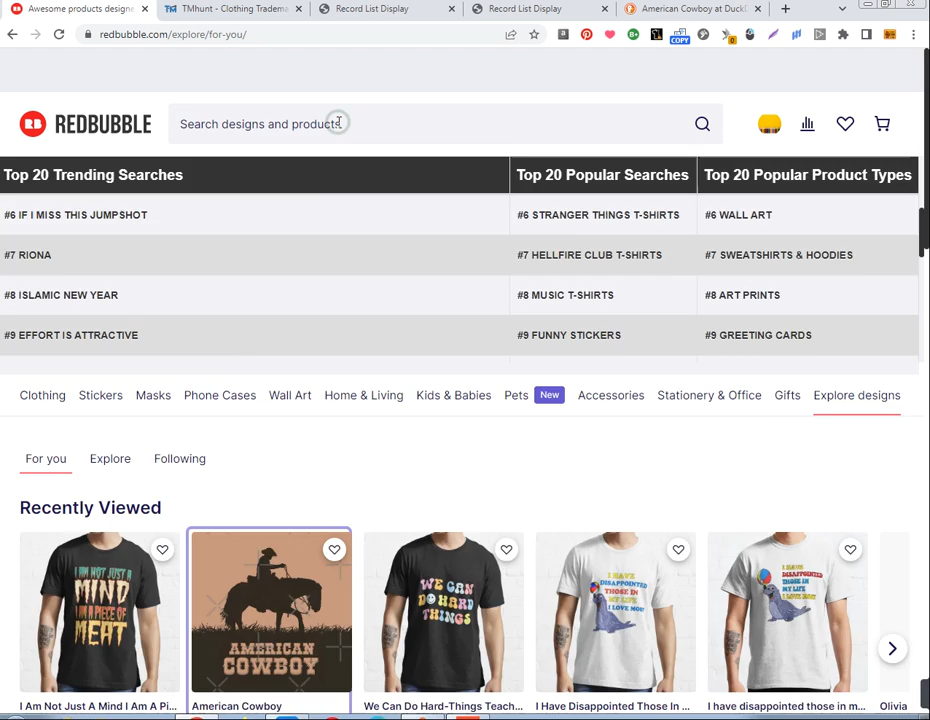 Awesome products designe
TMhunt - Clothing Tradema
Record List Display
Record List Display
American Cowboy at Duck
redbubble.com/explore/for-you/
COPY
RB REDBUBBLE
Search designs and products
Top 20 Trending Searches
Top 20 Popular Searches
Top 20 Popular Product Types
#6 IF I MISS THIS JUMPSHOT
#6 STRANGER THINGS T-SHIRTS
#6 WALL ART
#7 RIONA
#7 HELLFIRE CLUB T-SHIRTS
#7 SWEATSHIRTS & HOODIES
#8 ISLAMIC NEW YEAR
#8 MUSIC T-SHIRTS
#8 ART PRINTS
#9 EFFORT IS ATTRACTIVE
#9 FUNNY STICKERS
#9 GREETING CARDS
Clothing
Stickers
Masks
Phone Cases
Wall Art
Home & Living
Kids & Babies
Pets
New
Accessories
Stationery & Office
Gifts
Explore designs
For you
Explore
Following
Recently Viewed
I AM NOT JUST A
MIND
I AM A PIECE OF
MEAT
AMERICAN
COWBOY
WE CAN
DO HARD
THINGS
I HAVE
DISAPPOINTED
THOSE IN
MY LIFE
I LOVE MOST
I HAVE
DISAPPOINTED
THOSE IN MY
LIFE
I LOVE MOST
I Am Not Just A Mind I Am A Pi...
American Cowboy
We Can Do Hard-Things Teach...
I Have Disappointed Those In ...
I have disappointed those in m...
Olivia